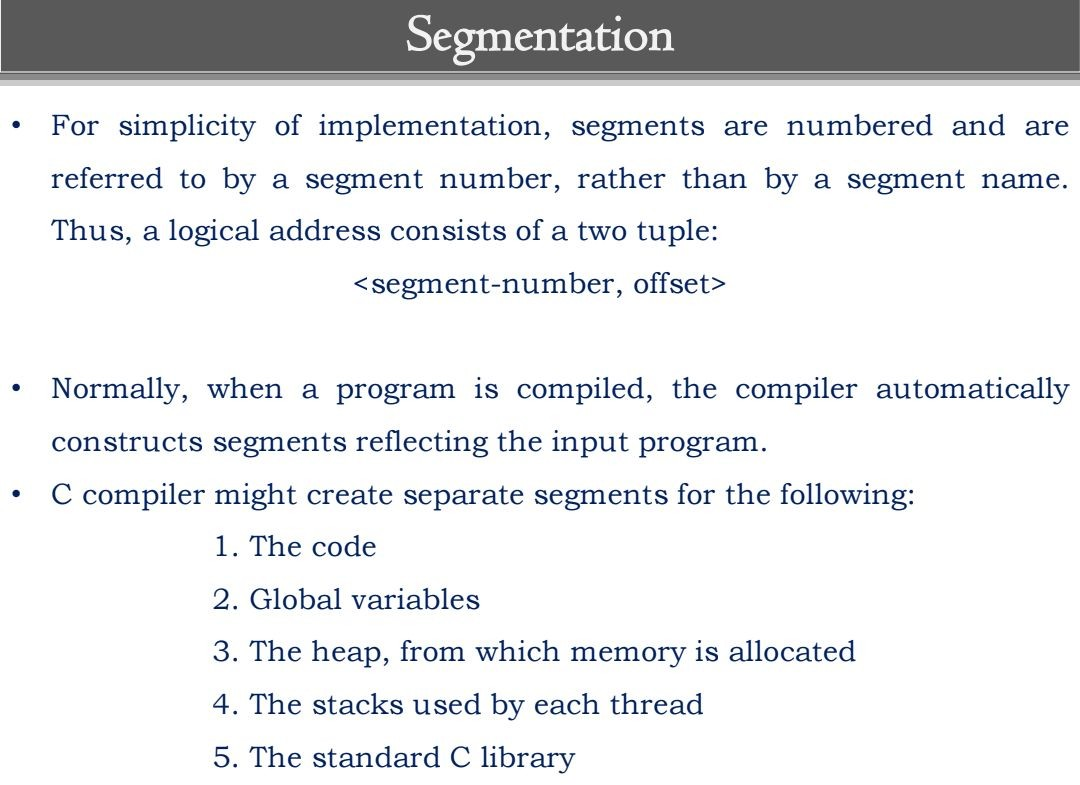 Segmentation
• For simplicity of implementation, segments are numbered and are
referred to by a segment number, rather than by a segment name.
Thus, a logical address consists of a two tuple:
<segment-number, offset>
• Normally, when a program is compiled, the compiler automatically
constructs segments reflecting the input program.
• C compiler might create separate segments for the following:
1. The code
2. Global variables
3. The heap, from which memory is allocated
4. The stacks used by each thread
5. The standard C library